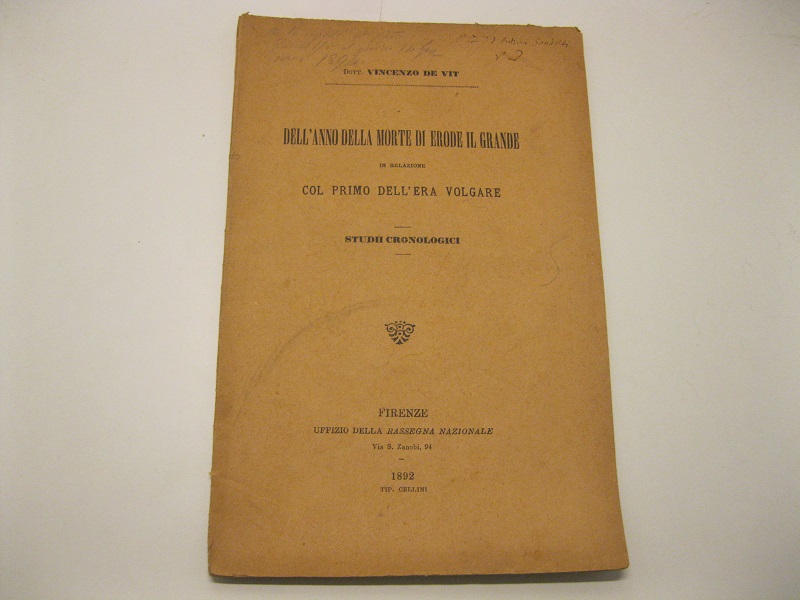 Dott. VINCENZO DE VIT
DELL'ANNO DELLA MORTE DI ERODE IL GRANDE
IN RELAZIONE
COL PRIMO DELL'ERA VOLGARE
STUDII CRONOLOGICI
FIRENZE
UFFIZIO DELLA RASSEGNA NAZIONALE
Via S. Zanobi, 94
1892
TIP. CELLINI